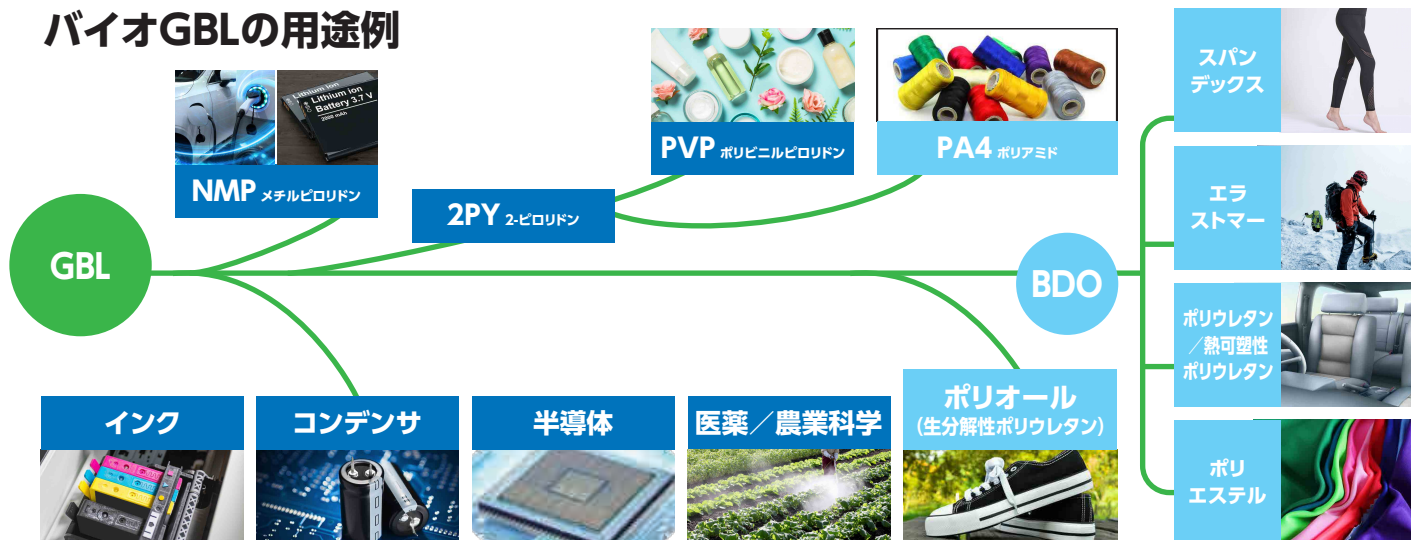 バイオGBLの用途例
Lithium Ion
Lithium Ion
Battery 3.7 V
2000 mAh
NMP メチルピロリドン
2PY 2-ピロリドン
PVP ポリビニルピロリドン
PA4 ポリアミド
GBL
BDO
スパン
デックス
エラ
ストマー
ポリウレタン
／熱可塑性
ポリウレタン
ポリ
エステル
インク
コンデンサ
半導体
医薬／農業科学
ポリオール
（生分解性ポリウレタン）